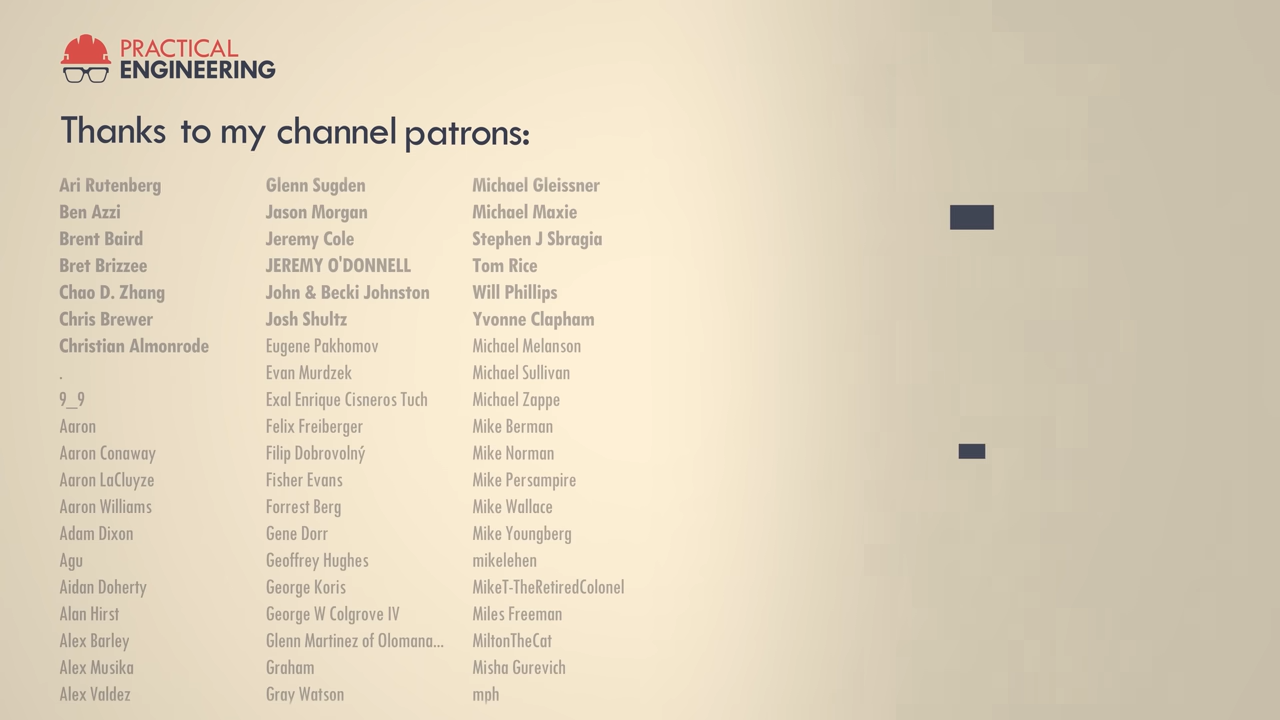 PRACTICAL
ENGINEERING
Thanks to my channel patrons:
Ari Rutenberg
Ben Azzi
Brent Baird
Bret Brizzee
Chao D. Zhang
Chris Brewer
Christian Almonrode
.
9_9
Aaron
Aaron Conaway
Aaron LaCluyze
Aaron Williams
Adam Dixon
Agu
Aidan Doherty
Alan Hirst
Alex Barley
Alex Musika
Alex Valdez
Glenn Sugden
Jason Morgan
Jeremy Cole
JEREMY O'DONNELL
John & Becki Johnston
Josh Shultz
Eugene Pakhomov
Evan Murdzek
Exal Enrique Cisneros Tuch
Felix Freiberger
Filip Dobrovolný
Fisher Evans
Forrest Berg
Gene Dorr
Geoffrey Hughes
George Koris
George W Colgrove IV
Glenn Martinez of Olomana...
Graham
Gray Watson
Michael Gleissner
Michael Maxie
Stephen J Sbragia
Tom Rice
Will Phillips
Yvonne Clapham
Michael Melanson
Michael Sullivan
Michael Zappe
Mike Berman
Mike Norman
Mike Persampire
Mike Wallace
Mike Youngberg
mikelehen
MikeT-TheRetiredColonel
Miles Freeman
MiltonTheCat
Misha Gurevich
mph